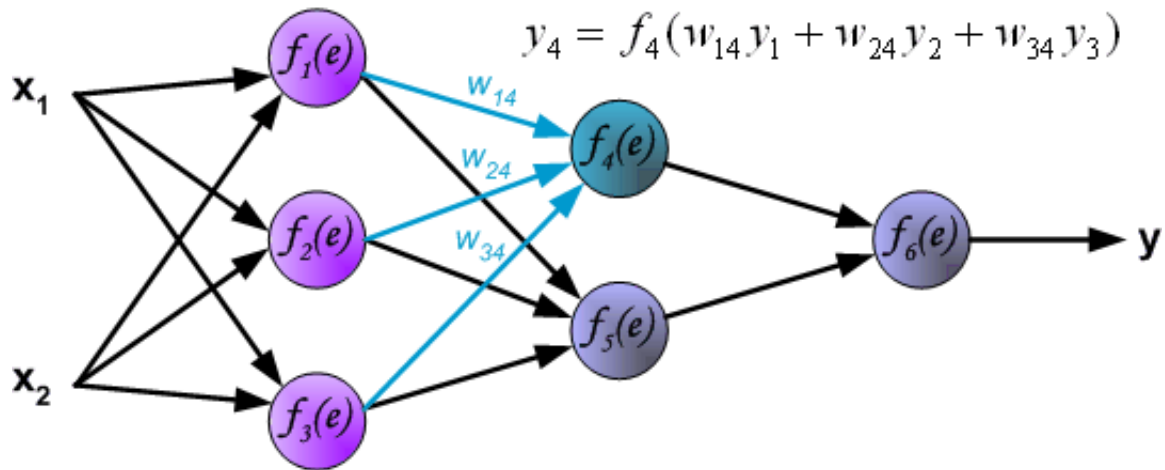 y₄ = f₄(w₁₄y₁ + w₂₄y₂ + w₃₄y₃)
f₁(e)
x₁
w₁₄
f₄(e)
w₂₄
f₂(e)
w₃₄
f₆(e)
y
f₅(e)
x₂
f₃(e)